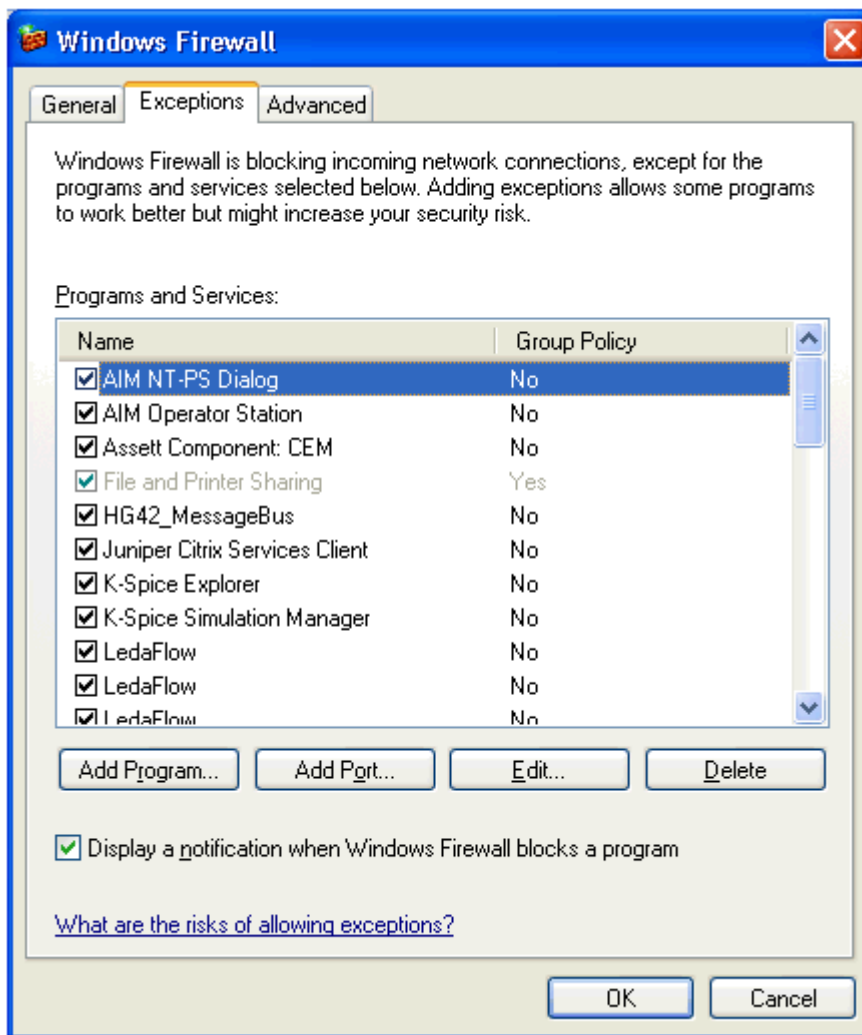 Windows Firewall
General Exceptions Advanced
Windows Firewall is blocking incoming network connections, except for the
programs and services selected below. Adding exceptions allows some programs
to work better but might increase your security risk.
Programs and Services:
Name Group Policy
AIM NT-PS Dialog No
AIM Operator Station No
Assett Component: CEM No
File and Printer Sharing Yes
HG42_MessageBus No
Juniper Citrix Services Client No
K-Spice Explorer No
K-Spice Simulation Manager No
LedaFlow No
LedaFlow No
LedaFlow No
Add Program... Add Port... Edit... Delete
Display a notification when Windows Firewall blocks a program
What are the risks of allowing exceptions?
OK Cancel